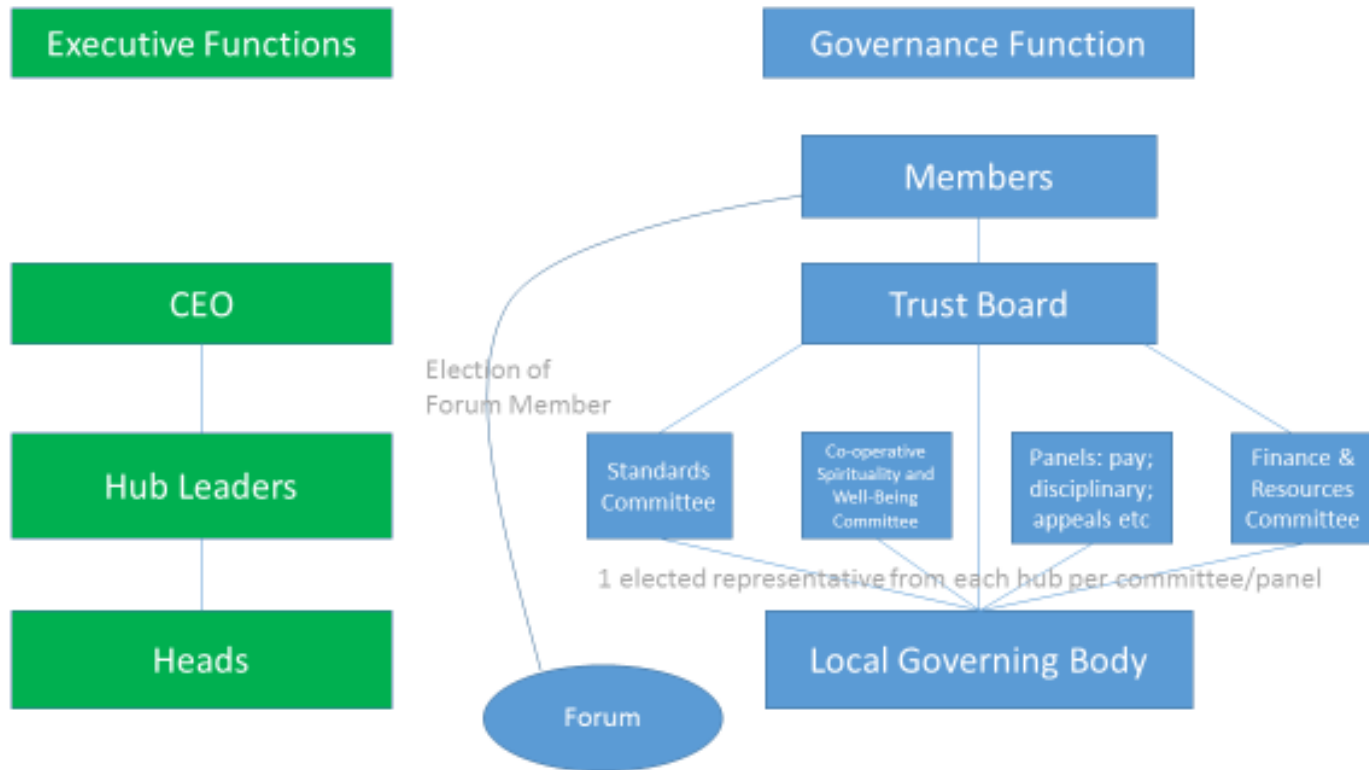 Executive Functions
Governance Function
Members
CEO
Trust Board
Election of
Forum Member
Hub Leaders
Standards
Committee
Co-operative
Spirituality and
Well-Being
Committee
Panels: pay;
disciplinary;
appeals etc
Finance &
Resources
Committee
1 elected representative from each hub per committee/panel
Heads
Local Governing Body
Forum